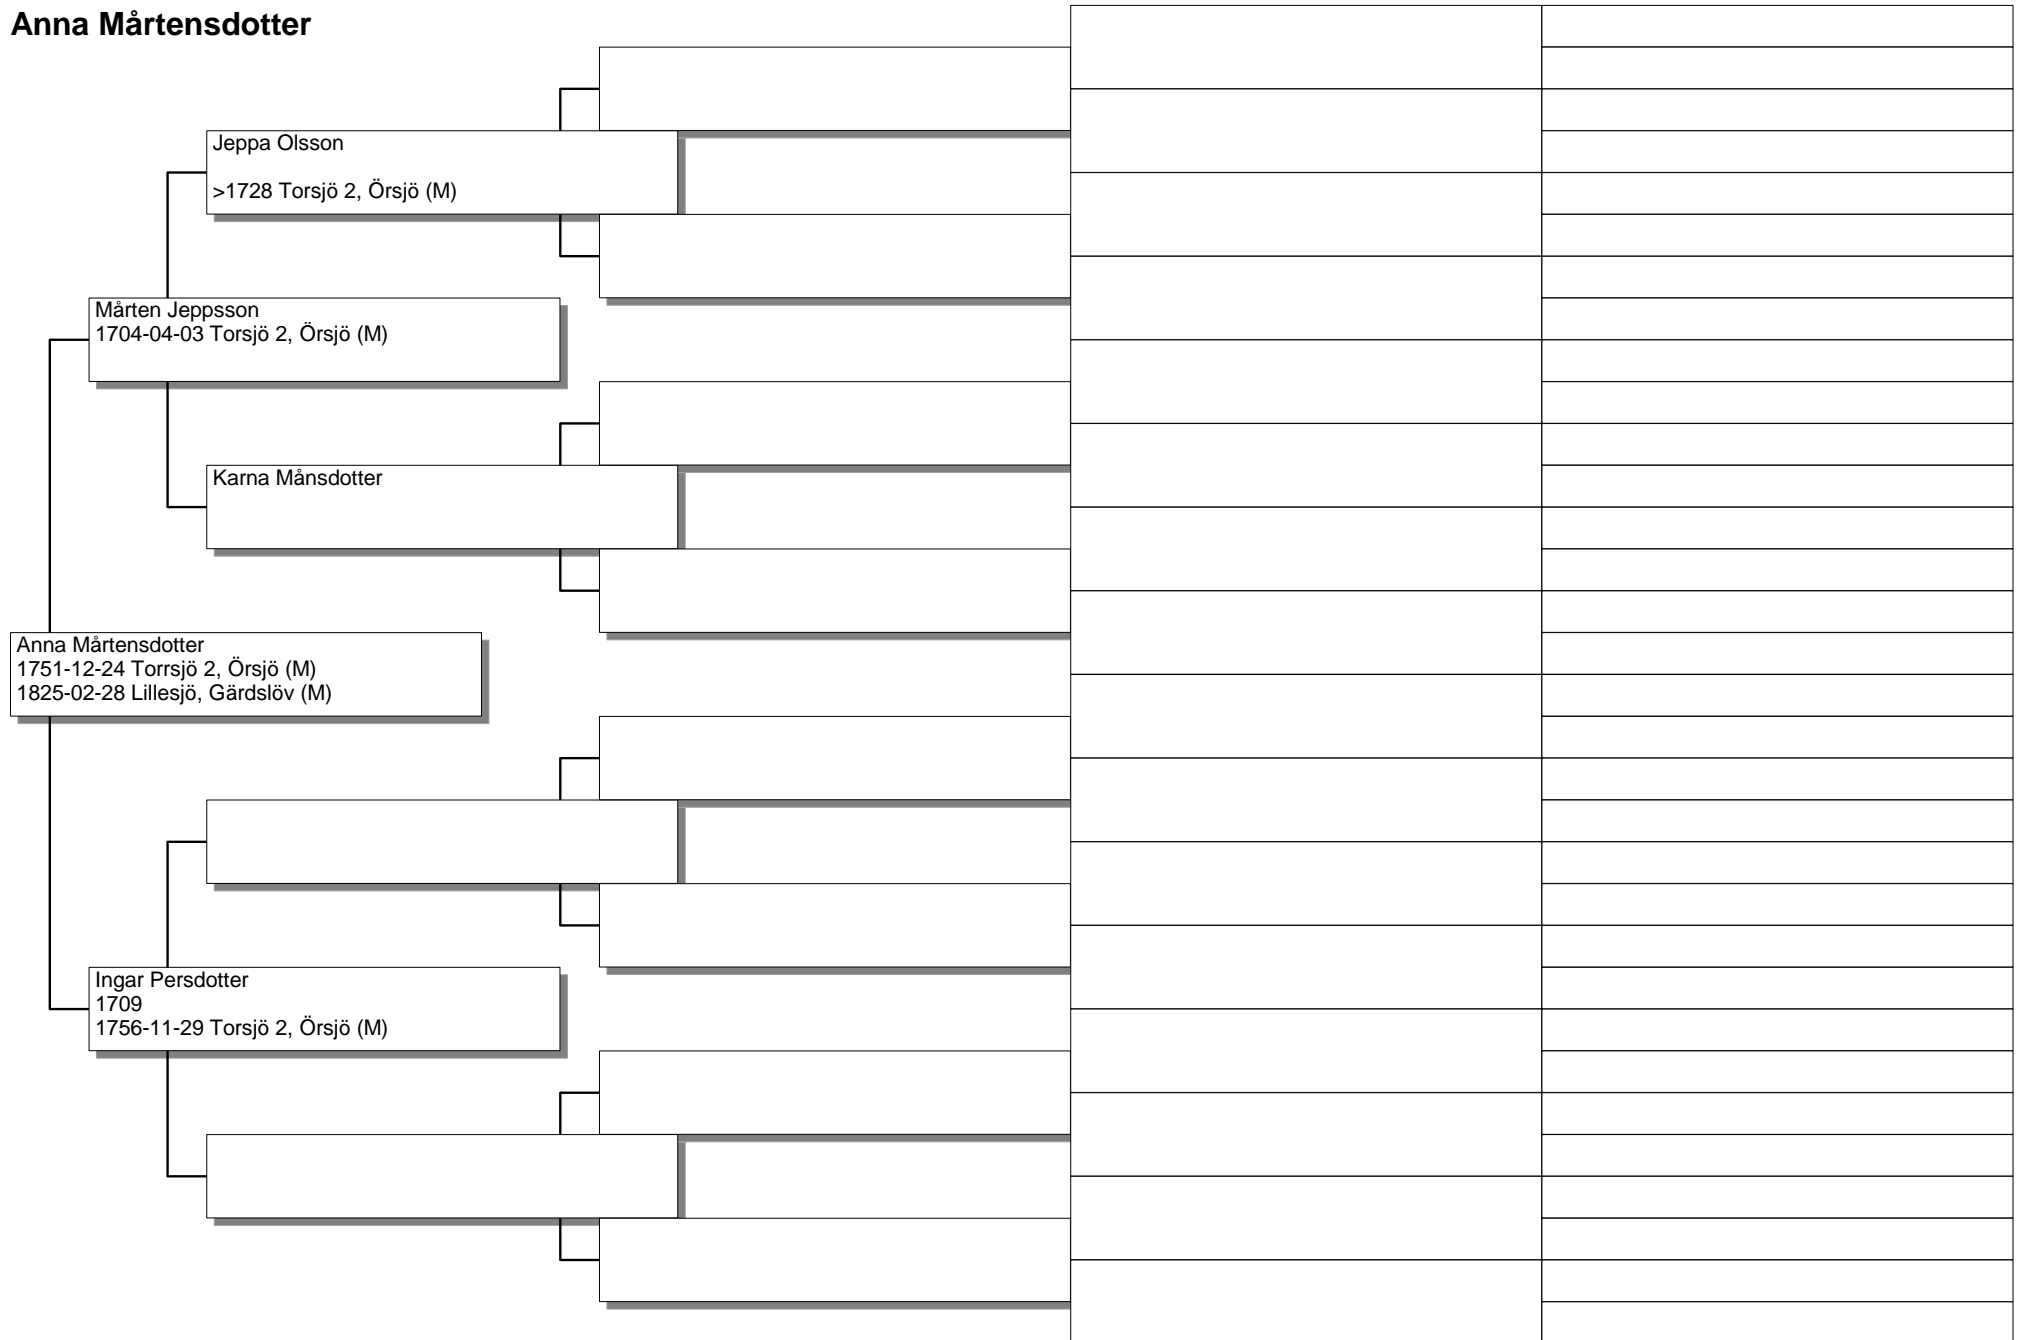 Anna Mårtensdotter
Jeppa Olsson
>1728 Torsjö 2, Örsjö (M)
Mårten Jeppsson
1704-04-03 Torsjö 2, Örsjö (M)
Karna Månsdotter
Anna Mårtensdotter
1751-12-24 Torrsjö 2, Örsjö (M)
1825-02-28 Lillesjö, Gärdslöv (M)
Ingar Persdotter
1709
1756-11-29 Torsjö 2, Örsjö (M)